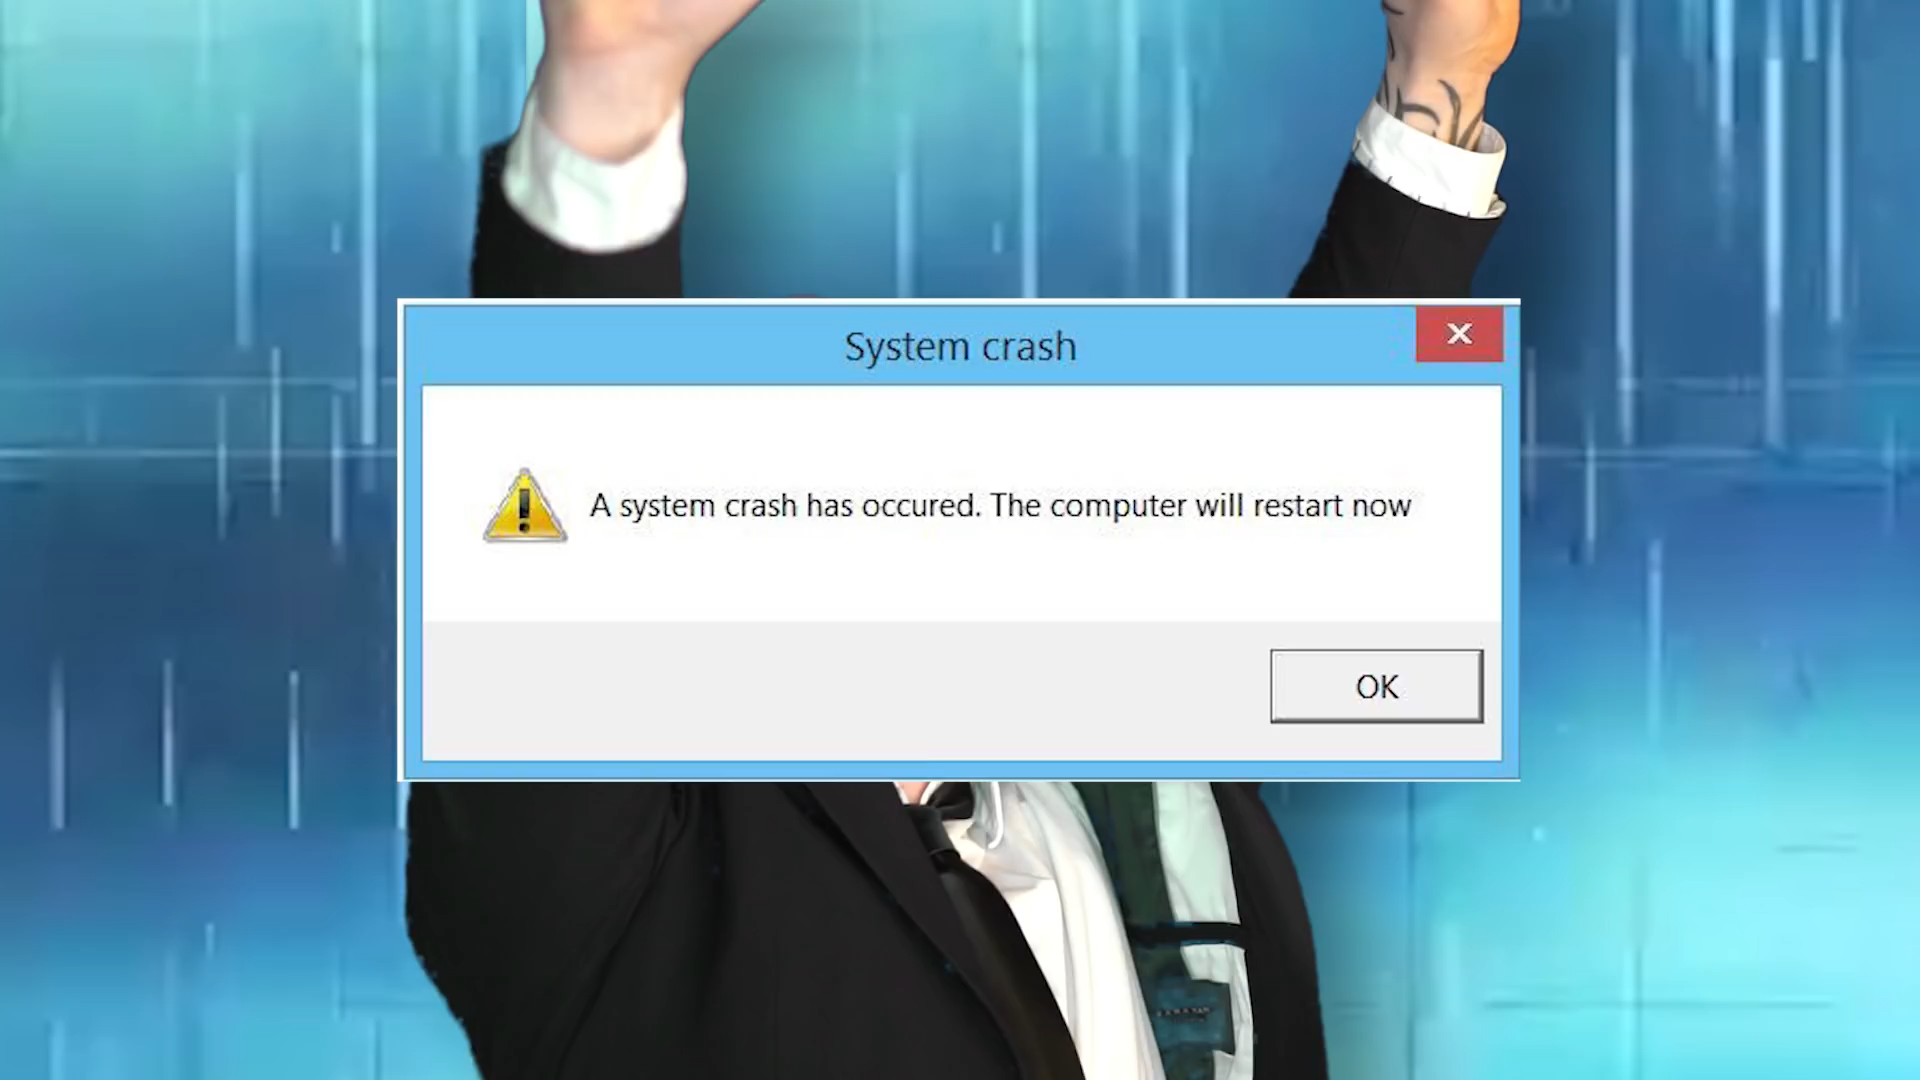 System crash
A system crash has occured. The computer will restart now
OK